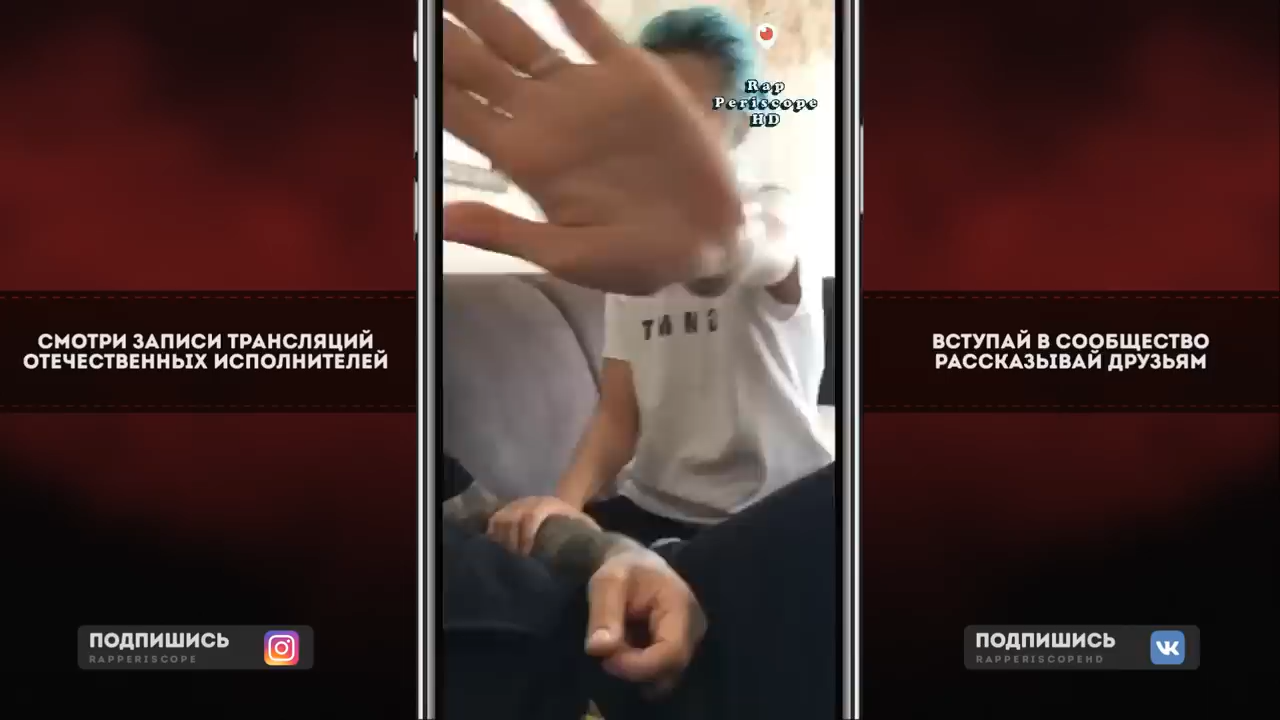 Rap
Periscope
HD
СМОТРИ ЗАПИСИ ТРАНСЛЯЦИЙ
ОТЕЧЕСТВЕННЫХ ИСПОЛНИТЕЛЕЙ
ВСТУПАЙ В СООБЩЕСТВО
РАССКАЗЫВАЙ ДРУЗЬЯМ
ПОДПИШИСЬ
RAPPERISCOPE
ПОДПИШИСЬ
RAPPERISCOPEHD